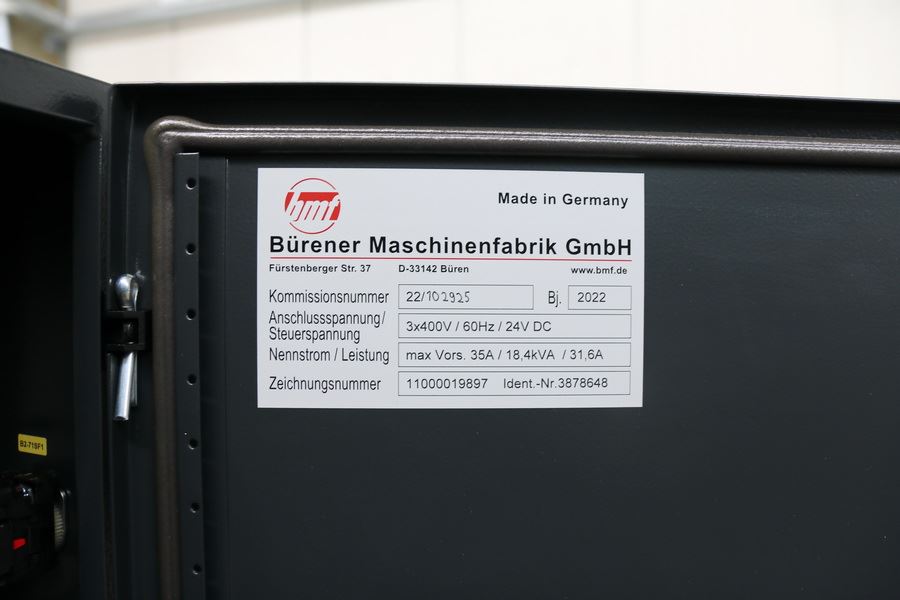 bmf
Made in Germany
Bürener Maschinenfabrik GmbH
Fürstenberger Str. 37 D-33142 Büren www.bmf.de
Kommissionsnummer 22/102925 Bj. 2022
Anschlussspannung/
Steuerspannung 3x400V / 60Hz / 24V DC
Nennstrom / Leistung max Vors. 35A / 18,4kVA / 31,6A
Zeichnungsnummer 11000019897 Ident.-Nr.3878648
B2-71SF1